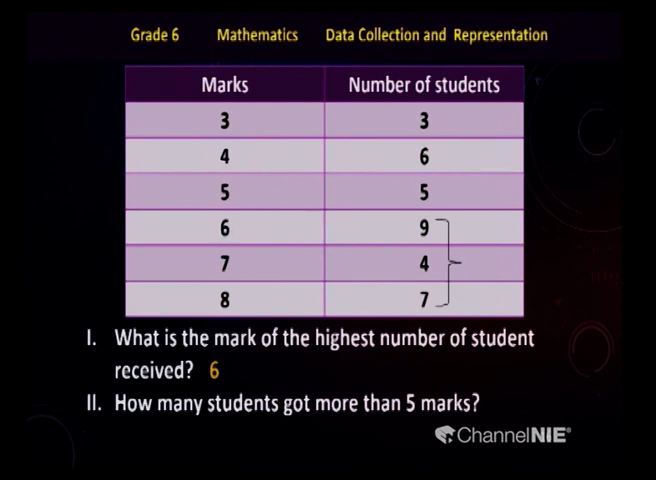 Grade 6 Mathematics Data Collection and Representation
Marks Number of students
3 3
4 6
5 5
6 9
7 4
8 7
I. What is the mark of the highest number of student
received? 6
II. How many students got more than 5 marks?
ChannelNIE